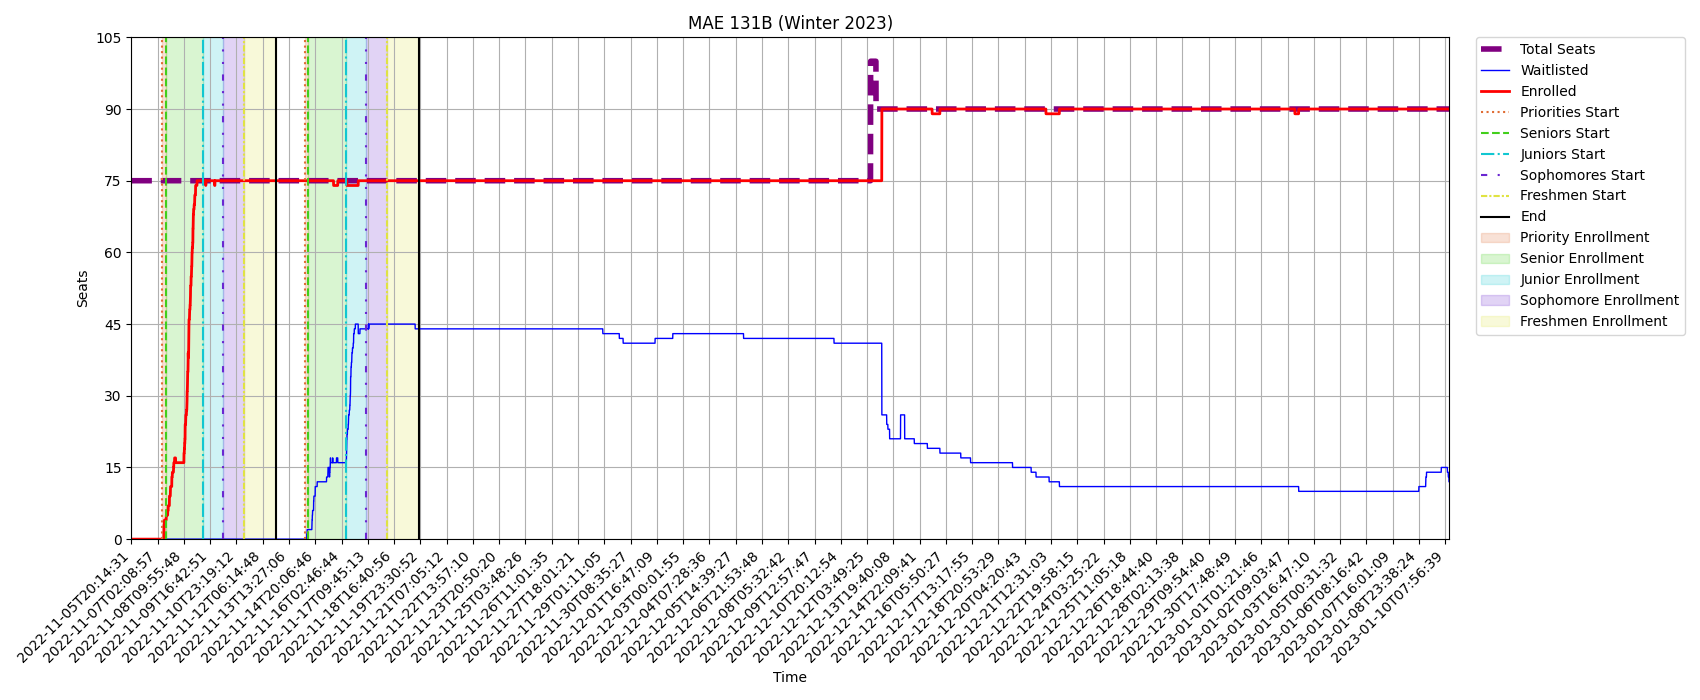 MAE 131B (Winter 2023)
105
90
75
60
45
30
15
0
Seats
2022-11-05T20:14:31
2022-11-07T02:08:57
2022-11-08T09:55:48
2022-11-09T16:42:51
2022-11-10T23:19:12
2022-11-12T06:14:48
2022-11-13T13:27:06
2022-11-14T20:06:46
2022-11-16T02:46:44
2022-11-17T09:45:13
2022-11-18T16:40:56
2022-11-19T23:30:52
2022-11-21T07:05:12
2022-11-22T13:57:10
2022-11-23T20:50:20
2022-11-25T03:48:26
2022-11-26T11:01:35
2022-11-27T18:01:21
2022-11-29T01:11:05
2022-11-30T08:35:27
2022-12-01T16:47:09
2022-12-03T00:01:55
2022-12-04T07:28:36
2022-12-05T14:39:27
2022-12-06T21:53:48
2022-12-08T05:32:42
2022-12-09T12:57:47
2022-12-10T20:12:54
2022-12-12T03:49:25
2022-12-13T13:40:08
2022-12-14T22:09:41
2022-12-16T05:50:27
2022-12-17T13:17:55
2022-12-18T20:53:29
2022-12-20T04:20:43
2022-12-21T12:31:03
2022-12-22T19:58:15
2022-12-24T03:25:22
2022-12-25T11:05:18
2022-12-26T18:44:40
2022-12-28T02:13:38
2022-12-29T09:54:40
2022-12-30T17:48:49
2023-01-01T01:21:46
2023-01-02T09:03:47
2023-01-03T16:47:10
2023-01-05T00:31:32
2023-01-06T08:16:42
2023-01-07T16:01:09
2023-01-08T23:38:24
2023-01-10T07:56:39
Time
Total Seats
Waitlisted
Enrolled
Priorities Start
Seniors Start
Juniors Start
Sophomores Start
Freshmen Start
End
Priority Enrollment
Senior Enrollment
Junior Enrollment
Sophomore Enrollment
Freshmen Enrollment